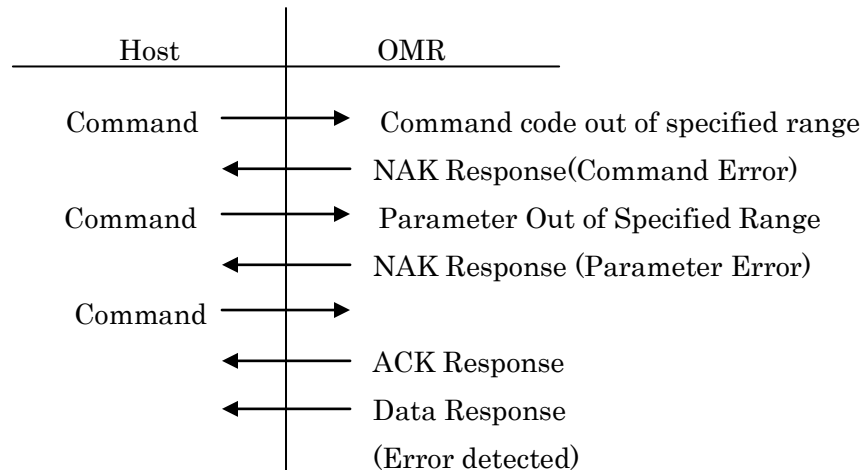 Host OMR
Command Command code out of specified range
NAK Response(Command Error)
Command Parameter Out of Specified Range
NAK Response (Parameter Error)
Command
ACK Response
Data Response
(Error detected)